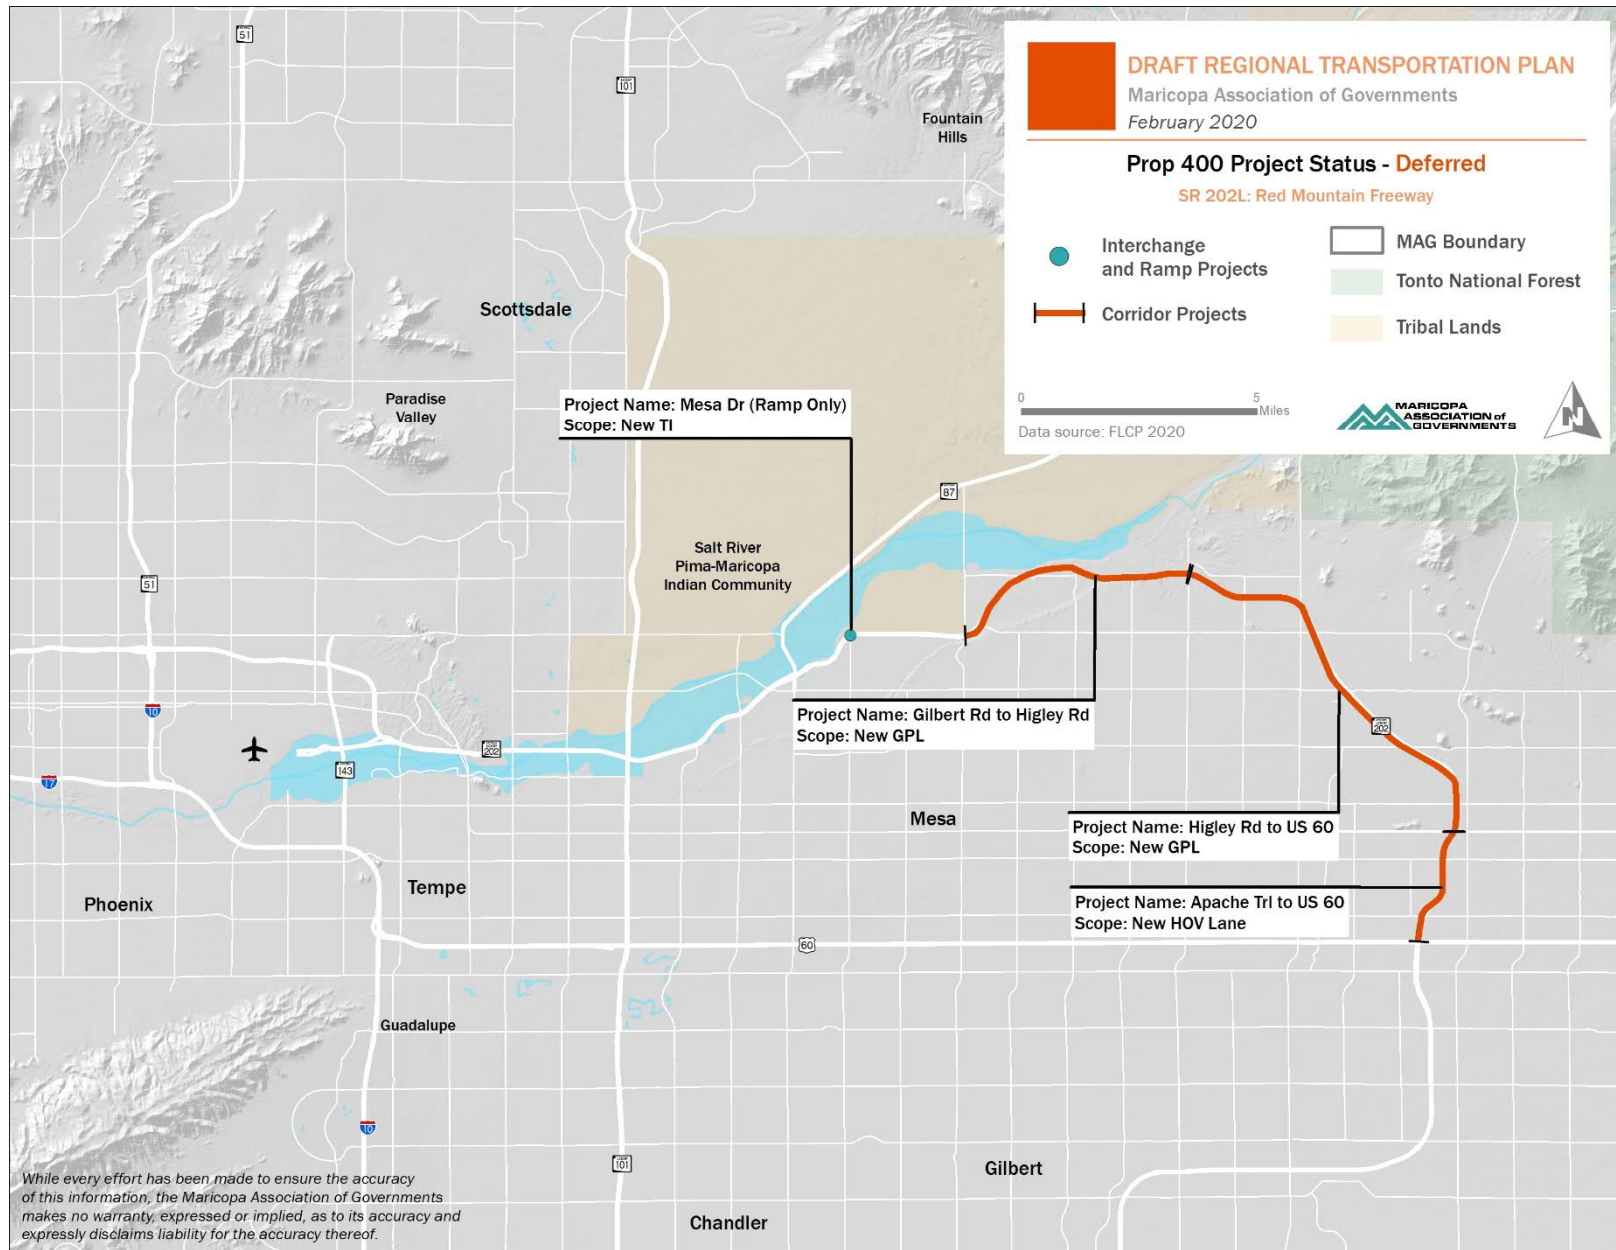 DRAFT REGIONAL TRANSPORTATION PLAN
Maricopa Association of Governments
February 2020
Prop 400 Project Status - Deferred
SR 202L: Red Mountain Freeway
Interchange
and Ramp Projects
Corridor Projects
MAG Boundary
Tonto National Forest
Tribal Lands
0
5
Miles
Data source: FLCP 2020
MARICOPA
ASSOCIATION of
GOVERNMENTS
N
51
LOOP
101
Fountain
Hills
Scottsdale
Paradise
Valley
Project Name: Mesa Dr (Ramp Only)
Scope: New TI
87
Salt River
Pima-Maricopa
Indian Community
51
10
17
143
LOOP
202
Project Name: Gilbert Rd to Higley Rd
Scope: New GPL
LOOP
202
Mesa
Project Name: Higley Rd to US 60
Scope: New GPL
Tempe
Phoenix
Project Name: Apache Trl to US 60
Scope: New HOV Lane
60
Guadalupe
10
LOOP
101
Gilbert
Chandler
While every effort has been made to ensure the accuracy
of this information, the Maricopa Association of Governments
makes no warranty, expressed or implied, as to its accuracy and
expressly disclaims liability for the accuracy thereof.